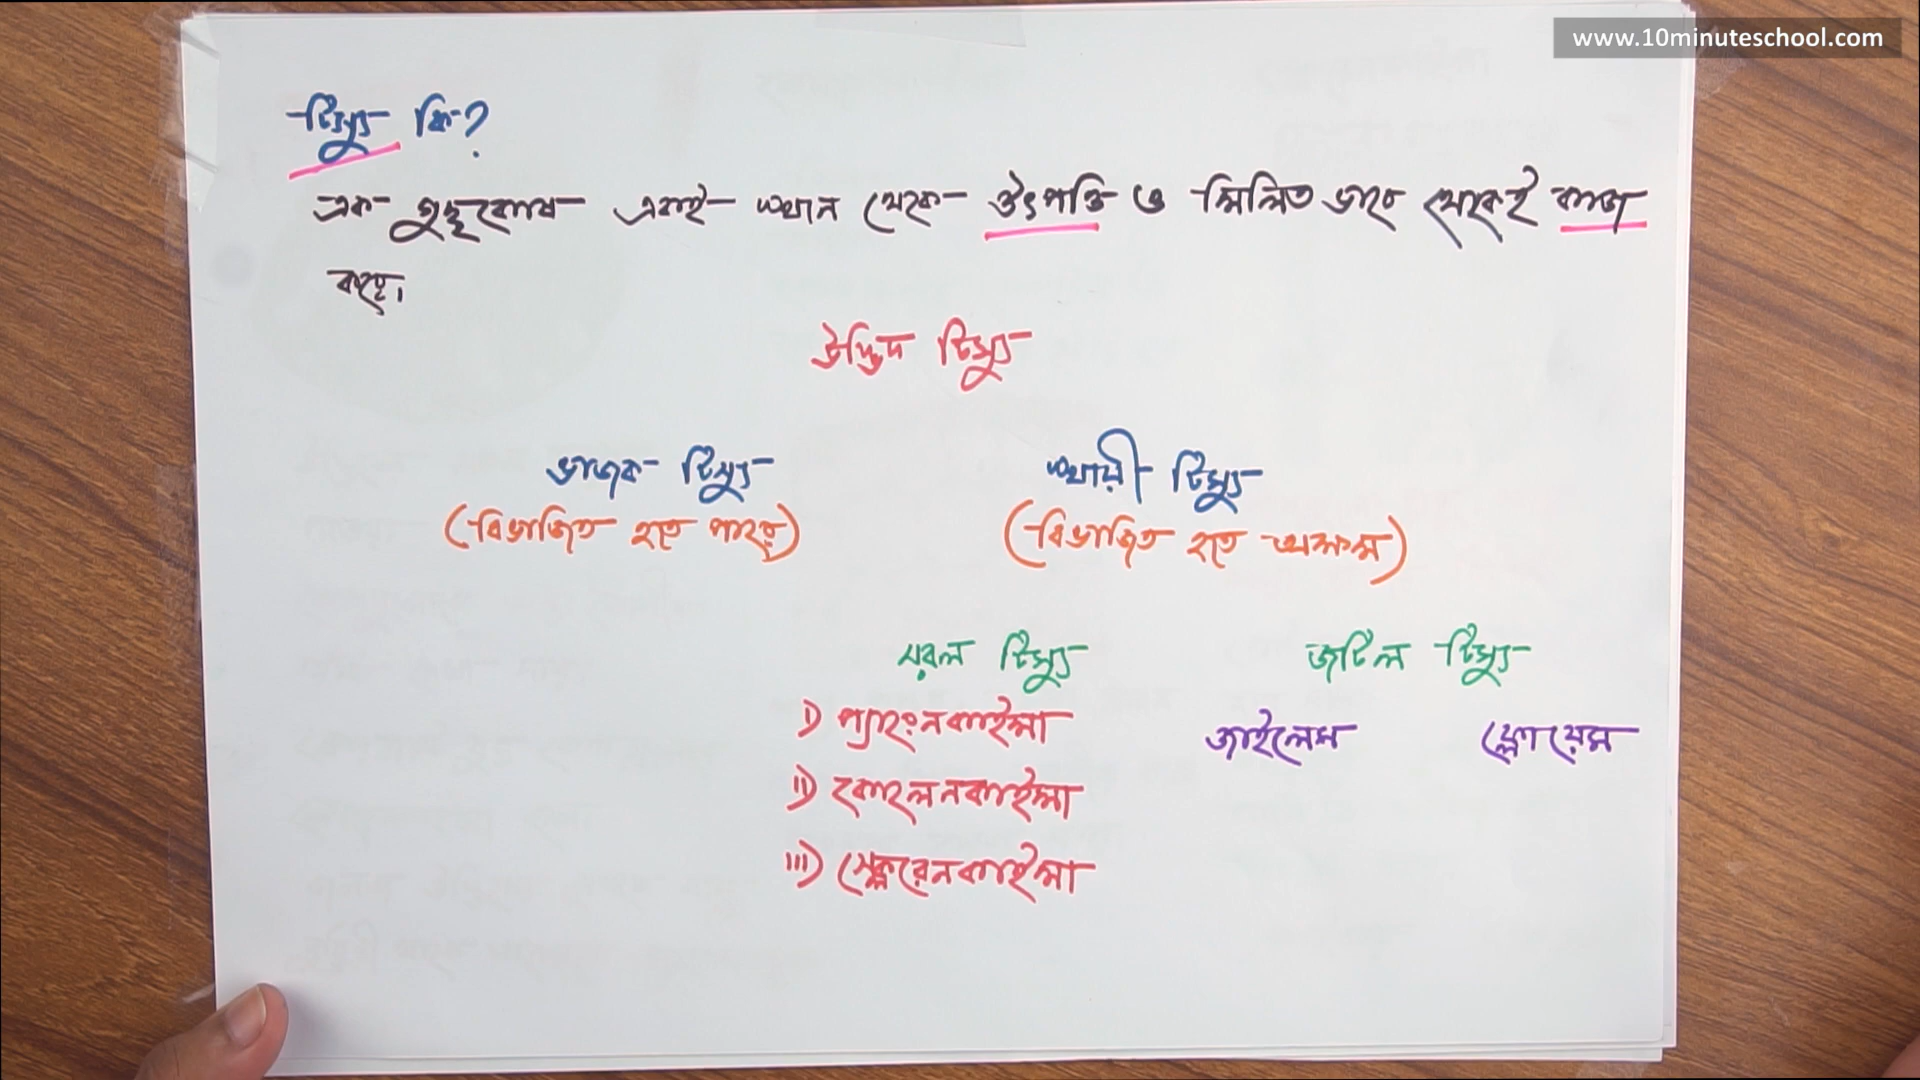 www.10minuteschool.com
টিস্যু কি?
এক গুচ্ছকোষ একই স্থান থেকে উৎপত্তি ও মিলিত ভাবে থেকেই কাজ
করে।
উদ্ভিদ টিস্যু
ভাজক টিস্যু স্থায়ী টিস্যু
(বিভাজিত হতে পারে) (বিভাজিত হতে অক্ষম)
সরল টিস্যু জটিল টিস্যু
i) প্যারেনকাইমা জাইলেম ফ্লোয়েম
ii) কোলেনকাইমা
iii) স্ক্লেরেনকাইমা